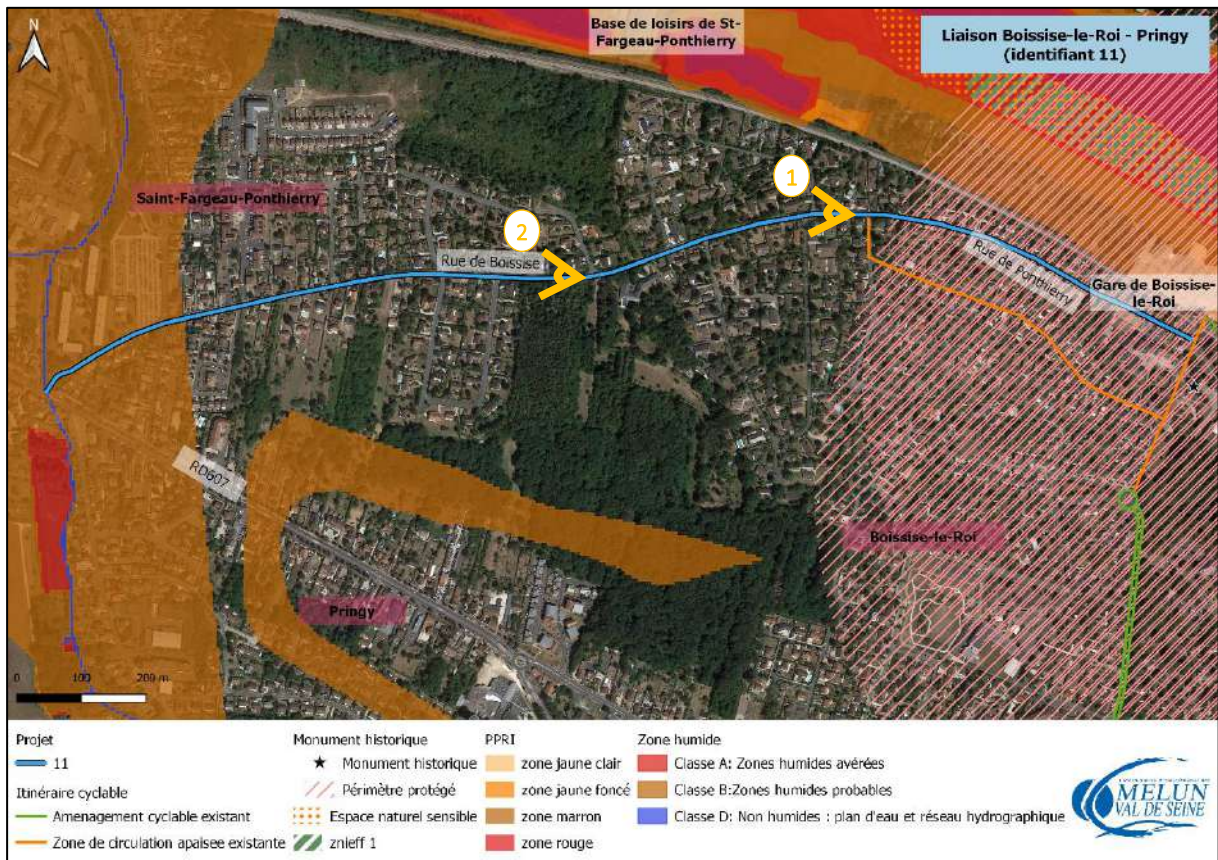 N
Base de loisirs de St-
Fargeau-Ponthierry
Liaison Boissise-le-Roi - Pringy
(identifiant 11)
1
Saint-Fargeau-Ponthierry
2
Rue de Boissise
Rue de Ponthierry
Gare de Boissise-
le-Roi
RD607
Boissise-le-Roi
Pringy
0 100 200 m
Projet
11
Itinéraire cyclable
Amenagement cyclable existant
Zone de circulation apaisee existante
Monument historique
Monument historique
Périmètre protégé
Espace naturel sensible
znieff 1
PPRI
zone jaune clair
zone jaune foncé
zone marron
zone rouge
Zone humide
Classe A: Zones humides avérées
Classe B:Zones humides probables
Classe D: Non humides : plan d'eau et réseau hydrographique
MELUN
VAL DE SEINE